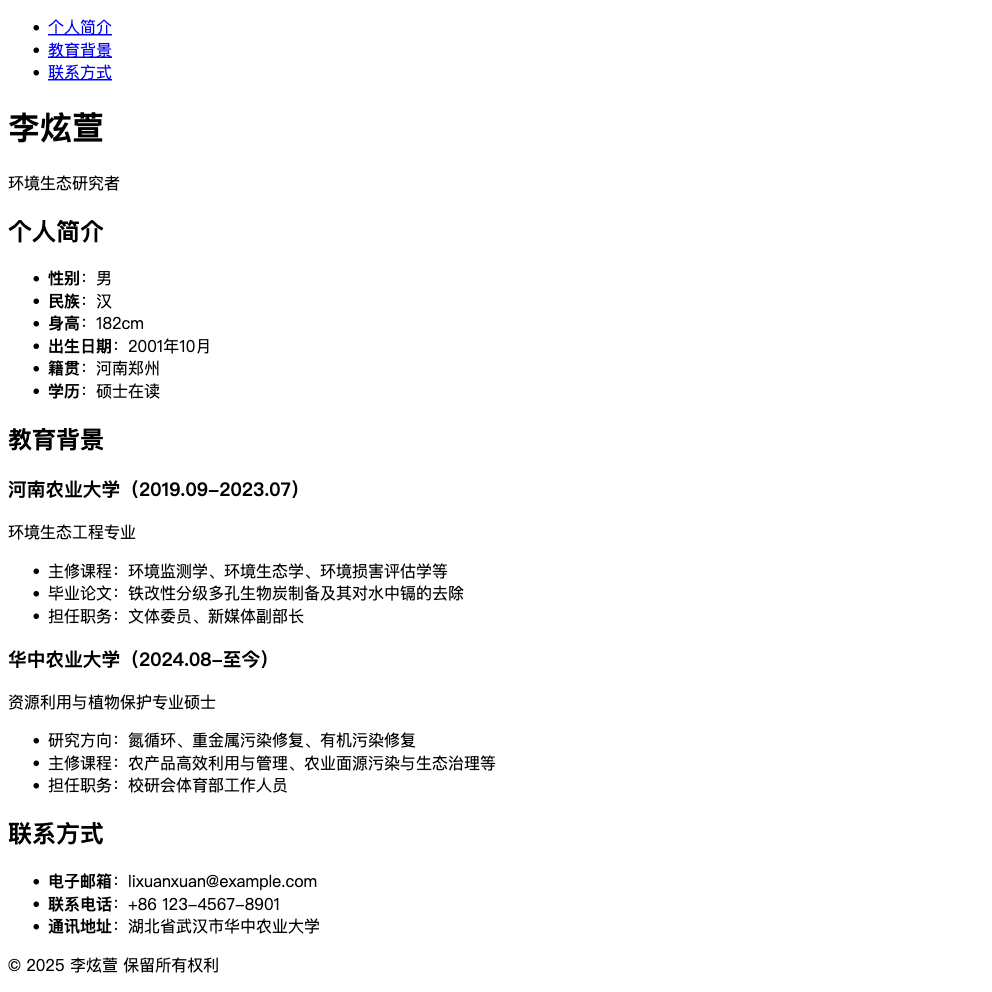 个人简介
教育背景
联系方式
李炫萱
环境生态研究者
个人简介
性别：男
民族：汉
身高：182cm
出生日期：2001年10月
籍贯：河南郑州
学历：硕士在读
教育背景
河南农业大学（2019.09–2023.07）
环境生态工程专业
主修课程：环境监测学、环境生态学、环境损害评估学等
毕业论文：铁改性分级多孔生物炭制备及其对水中镉的去除
担任职务：文体委员、新媒体副部长
华中农业大学（2024.08–至今）
资源利用与植物保护专业硕士
研究方向：氮循环、重金属污染修复、有机污染修复
主修课程：农产品高效利用与管理、农业面源污染与生态治理等
担任职务：校研会体育部工作人员
联系方式
电子邮箱：lixuanxuan@example.com
联系电话：+86 123-4567-8901
通讯地址：湖北省武汉市华中农业大学
© 2025 李炫萱 保留所有权利